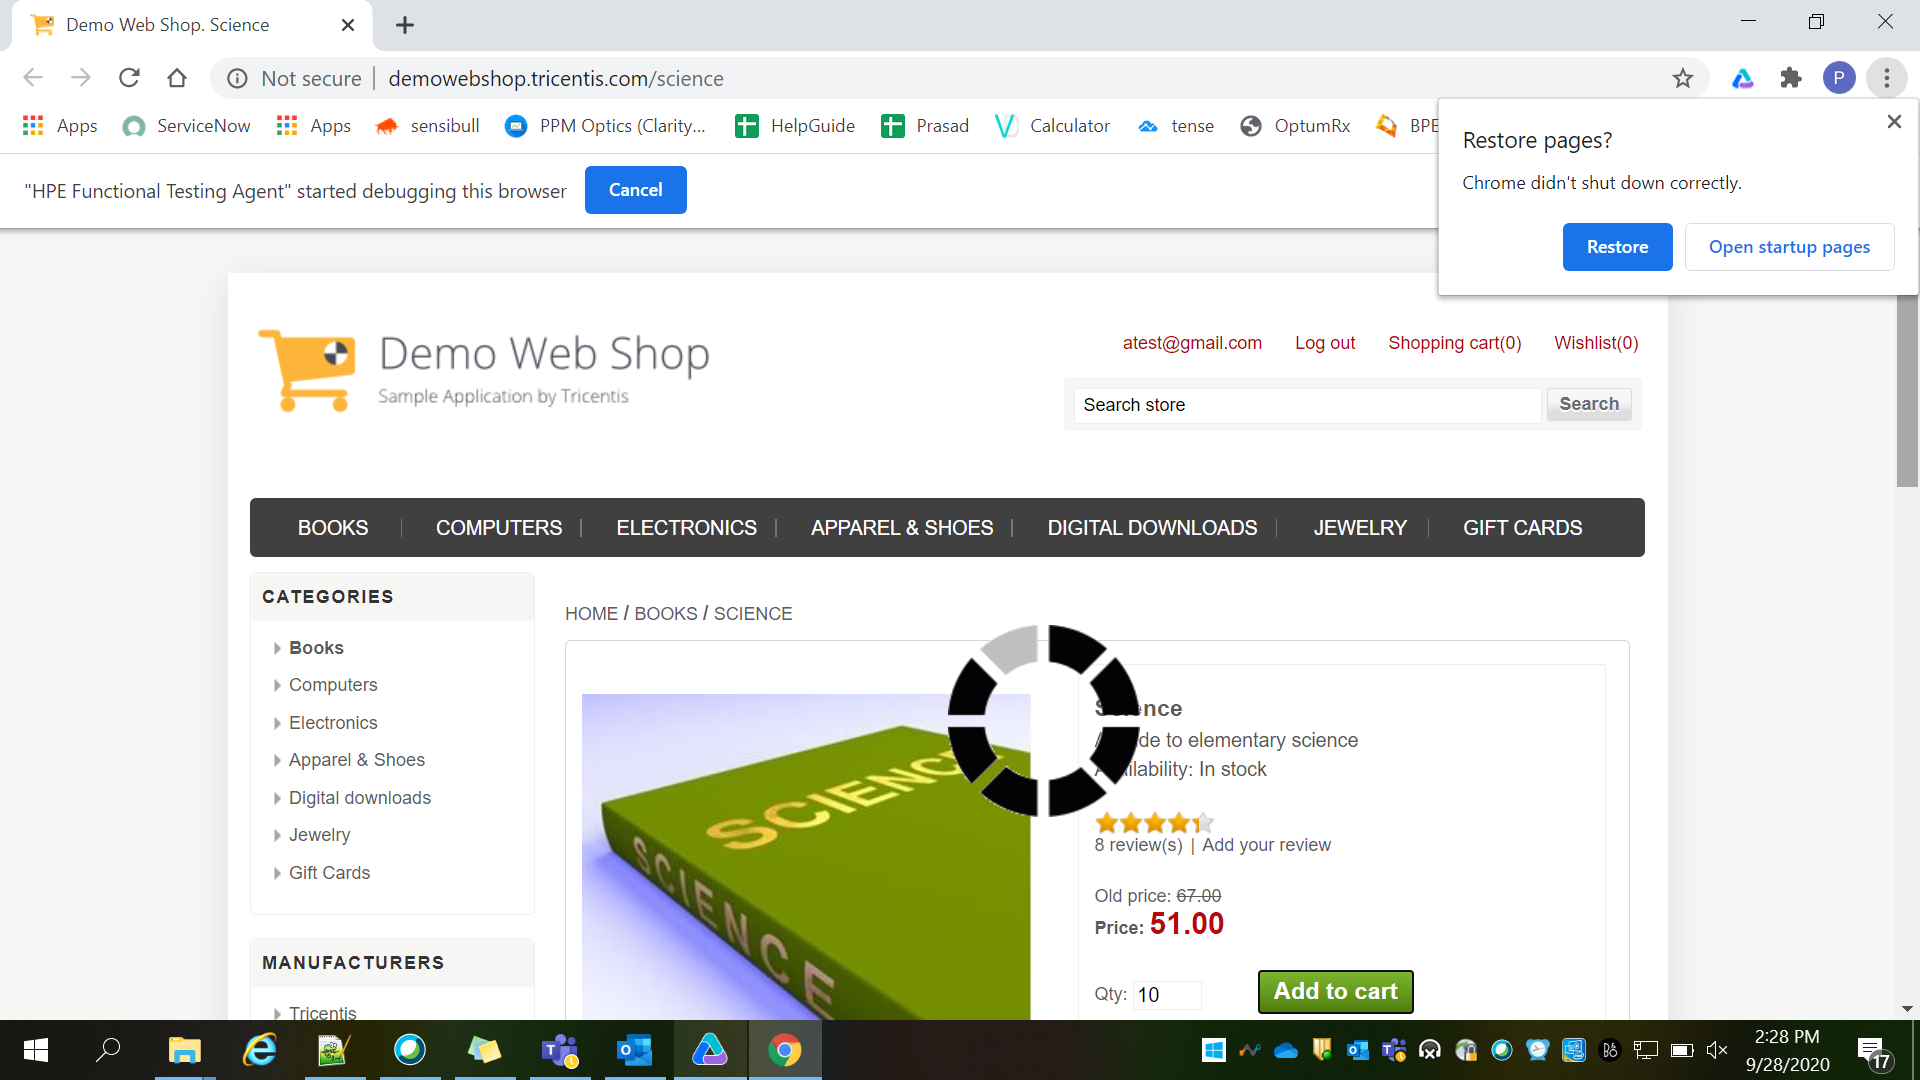 Demo Web Shop. Science
Not secure
demowebshop.tricentis.com/science
P
Apps
ServiceNow
Apps
sensibull
PPM Optics (Clarity...
HelpGuide
Prasad
Calculator
tense
OptumRx
BPE
Restore pages?
Chrome didn't shut down correctly.
Restore
Open startup pages
"HPE Functional Testing Agent" started debugging this browser
Cancel
Demo Web Shop
Sample Application by Tricentis
atest@gmail.com
Log out
Shopping cart(0)
Wishlist(0)
Search store
Search
BOOKS
COMPUTERS
ELECTRONICS
APPAREL & SHOES
DIGITAL DOWNLOADS
JEWELRY
GIFT CARDS
CATEGORIES
Books
Computers
Electronics
Apparel & Shoes
Digital downloads
Jewelry
Gift Cards
MANUFACTURERS
Tricentis
HOME / BOOKS / SCIENCE
SCIENCE
SCIENCE
Science
to elementary science
Availability: In stock
8 review(s) | Add your review
Old price: 67.00
Price: 51.00
Qty: 10
Add to cart
2:28 PM
9/28/2020
17